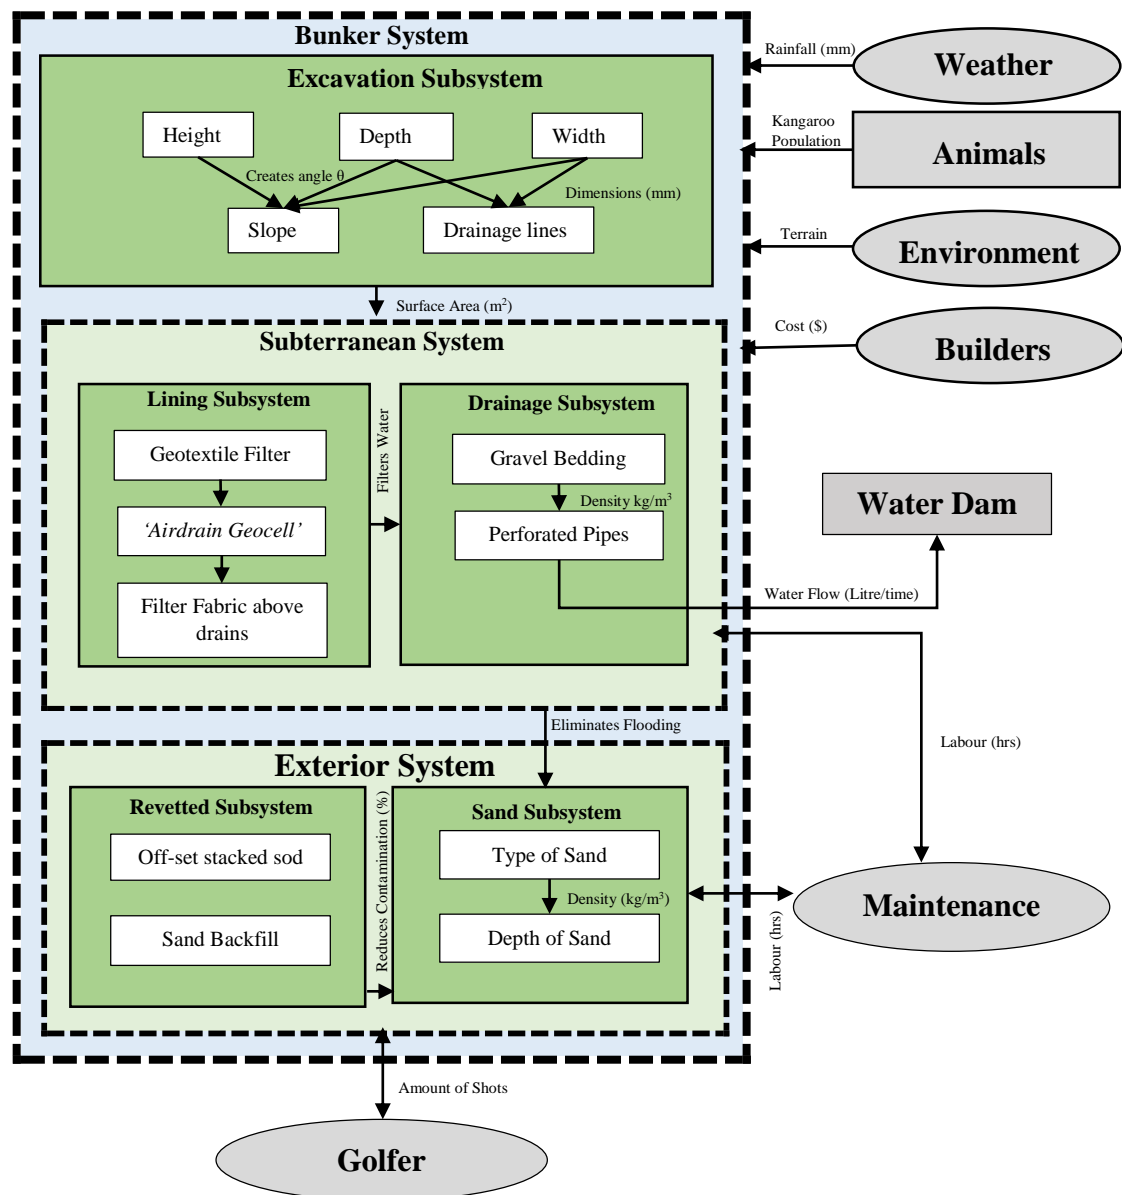 Bunker System
Excavation Subsystem
Height
Depth
Width
Creates angle θ
Dimensions (mm)
Slope
Drainage lines
Surface Area (m²)
Subterranean System
Lining Subsystem
Geotextile Filter
‘Airdrain Geocell’
Filter Fabric above
drains
Filters Water
Drainage Subsystem
Gravel Bedding
Density kg/m³
Perforated Pipes
Water Flow (Litre/time)
Eliminates Flooding
Exterior System
Revetted Subsystem
Off-set stacked sod
Sand Backfill
Reduces Contamination (%)
Sand Subsystem
Type of Sand
Density (kg/m³)
Depth of Sand
Rainfall (mm)
Weather
Kangaroo
Population
Animals
Terrain
Environment
Cost ($)
Builders
Water Dam
Labour (hrs)
Labour (hrs)
Maintenance
Amount of Shots
Golfer